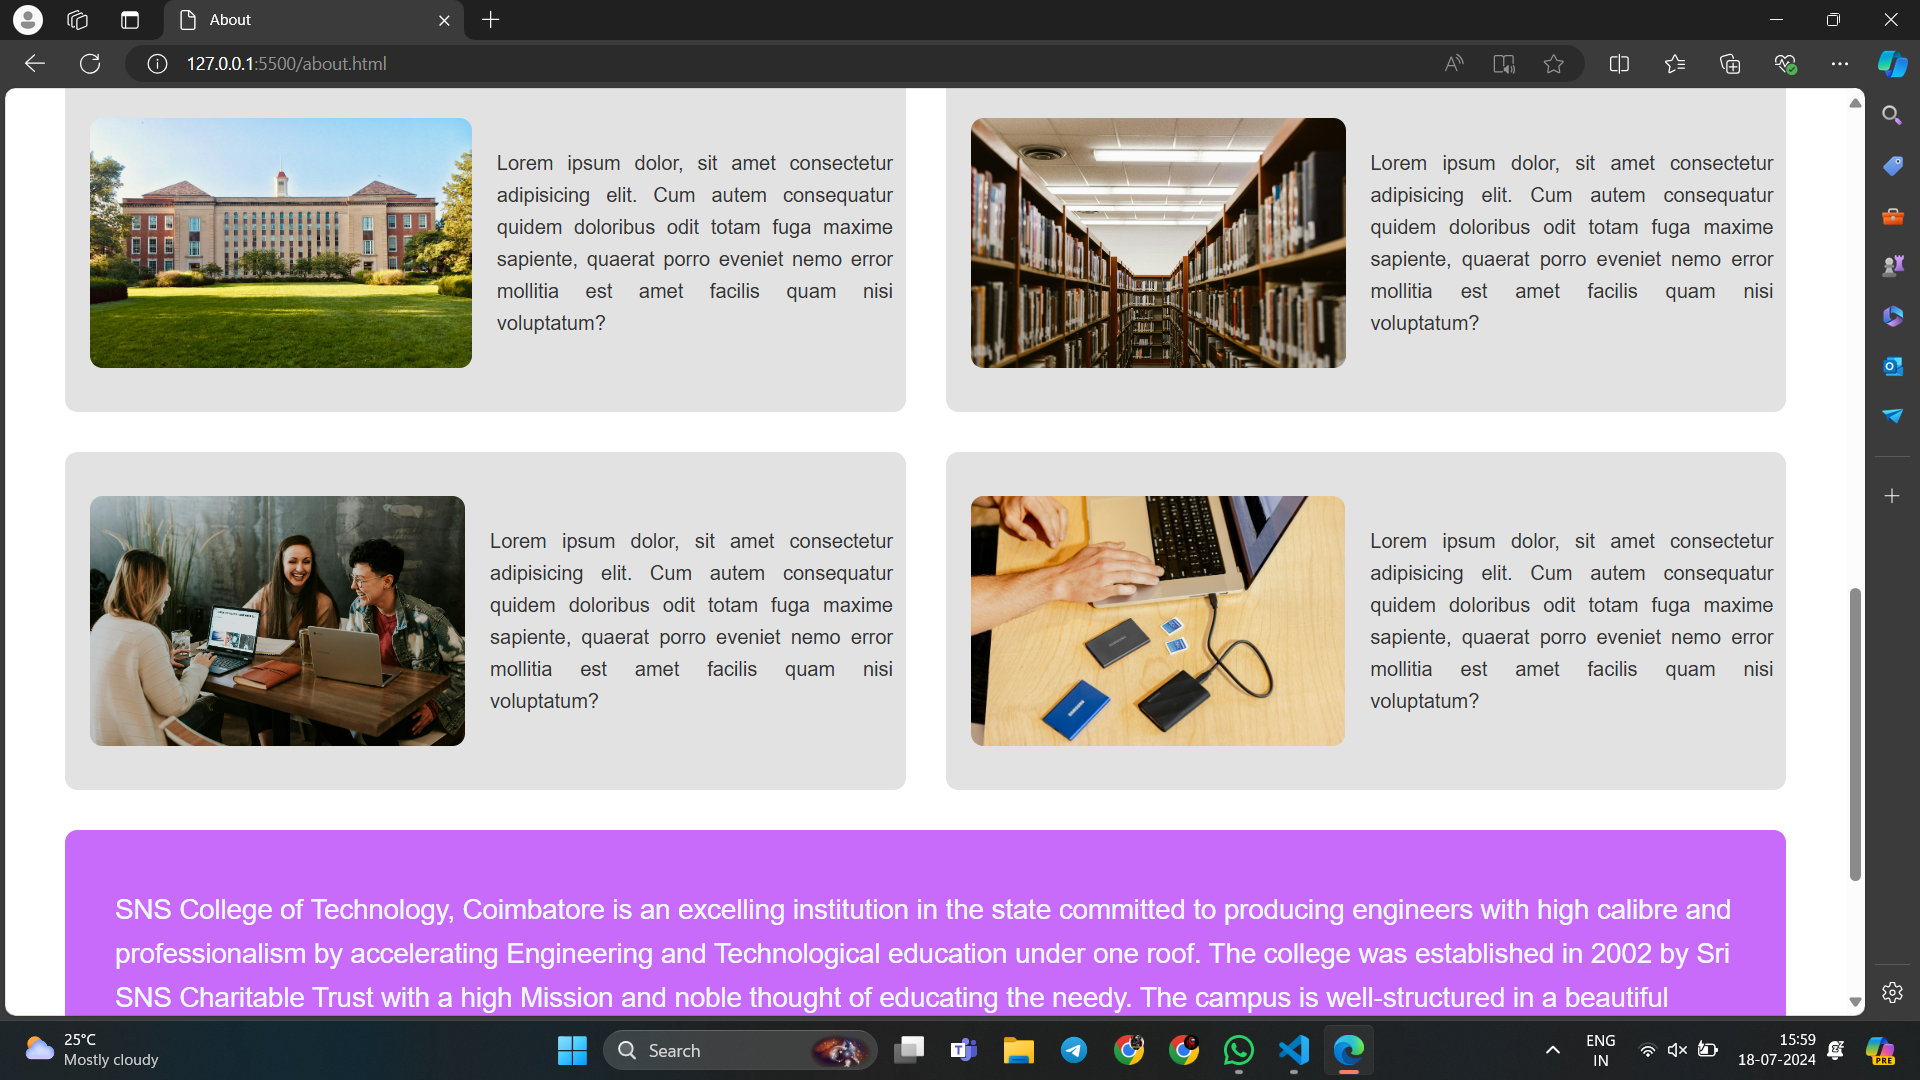 About
127.0.0.1:5500/about.html
Lorem ipsum dolor, sit amet consectetur
adipisicing elit. Cum autem consequatur
quidem doloribus odit totam fuga maxime
sapiente, quaerat porro eveniet nemo error
mollitia est amet facilis quam nisi
voluptatum?
Lorem ipsum dolor, sit amet consectetur
adipisicing elit. Cum autem consequatur
quidem doloribus odit totam fuga maxime
sapiente, quaerat porro eveniet nemo error
mollitia est amet facilis quam nisi
voluptatum?
Lorem ipsum dolor, sit amet consectetur
adipisicing elit. Cum autem consequatur
quidem doloribus odit totam fuga maxime
sapiente, quaerat porro eveniet nemo error
mollitia est amet facilis quam nisi
voluptatum?
Lorem ipsum dolor, sit amet consectetur
adipisicing elit. Cum autem consequatur
quidem doloribus odit totam fuga maxime
sapiente, quaerat porro eveniet nemo error
mollitia est amet facilis quam nisi
voluptatum?
SNS College of Technology, Coimbatore is an excelling institution in the state committed to producing engineers with high calibre and
professionalism by accelerating Engineering and Technological education under one roof. The college was established in 2002 by Sri
SNS Charitable Trust with a high Mission and noble thought of educating the needy. The campus is well-structured in a beautiful
25°C
Mostly cloudy
Search
ENG
IN
15:59
18-07-2024
PRE